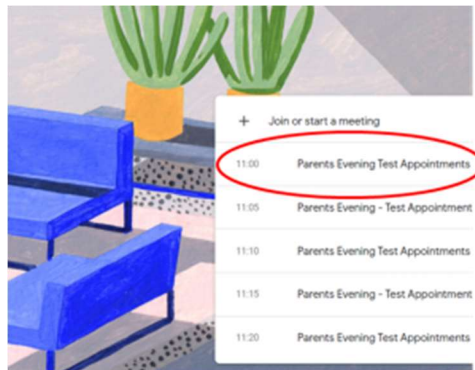 + Join or start a meeting
11:00 Parents Evening Test Appointments
11:05 Parents Evening - Test Appointment
11:10 Parents Evening Test Appointments
11:15 Parents Evening - Test Appointment
11:20 Parents Evening Test Appointments